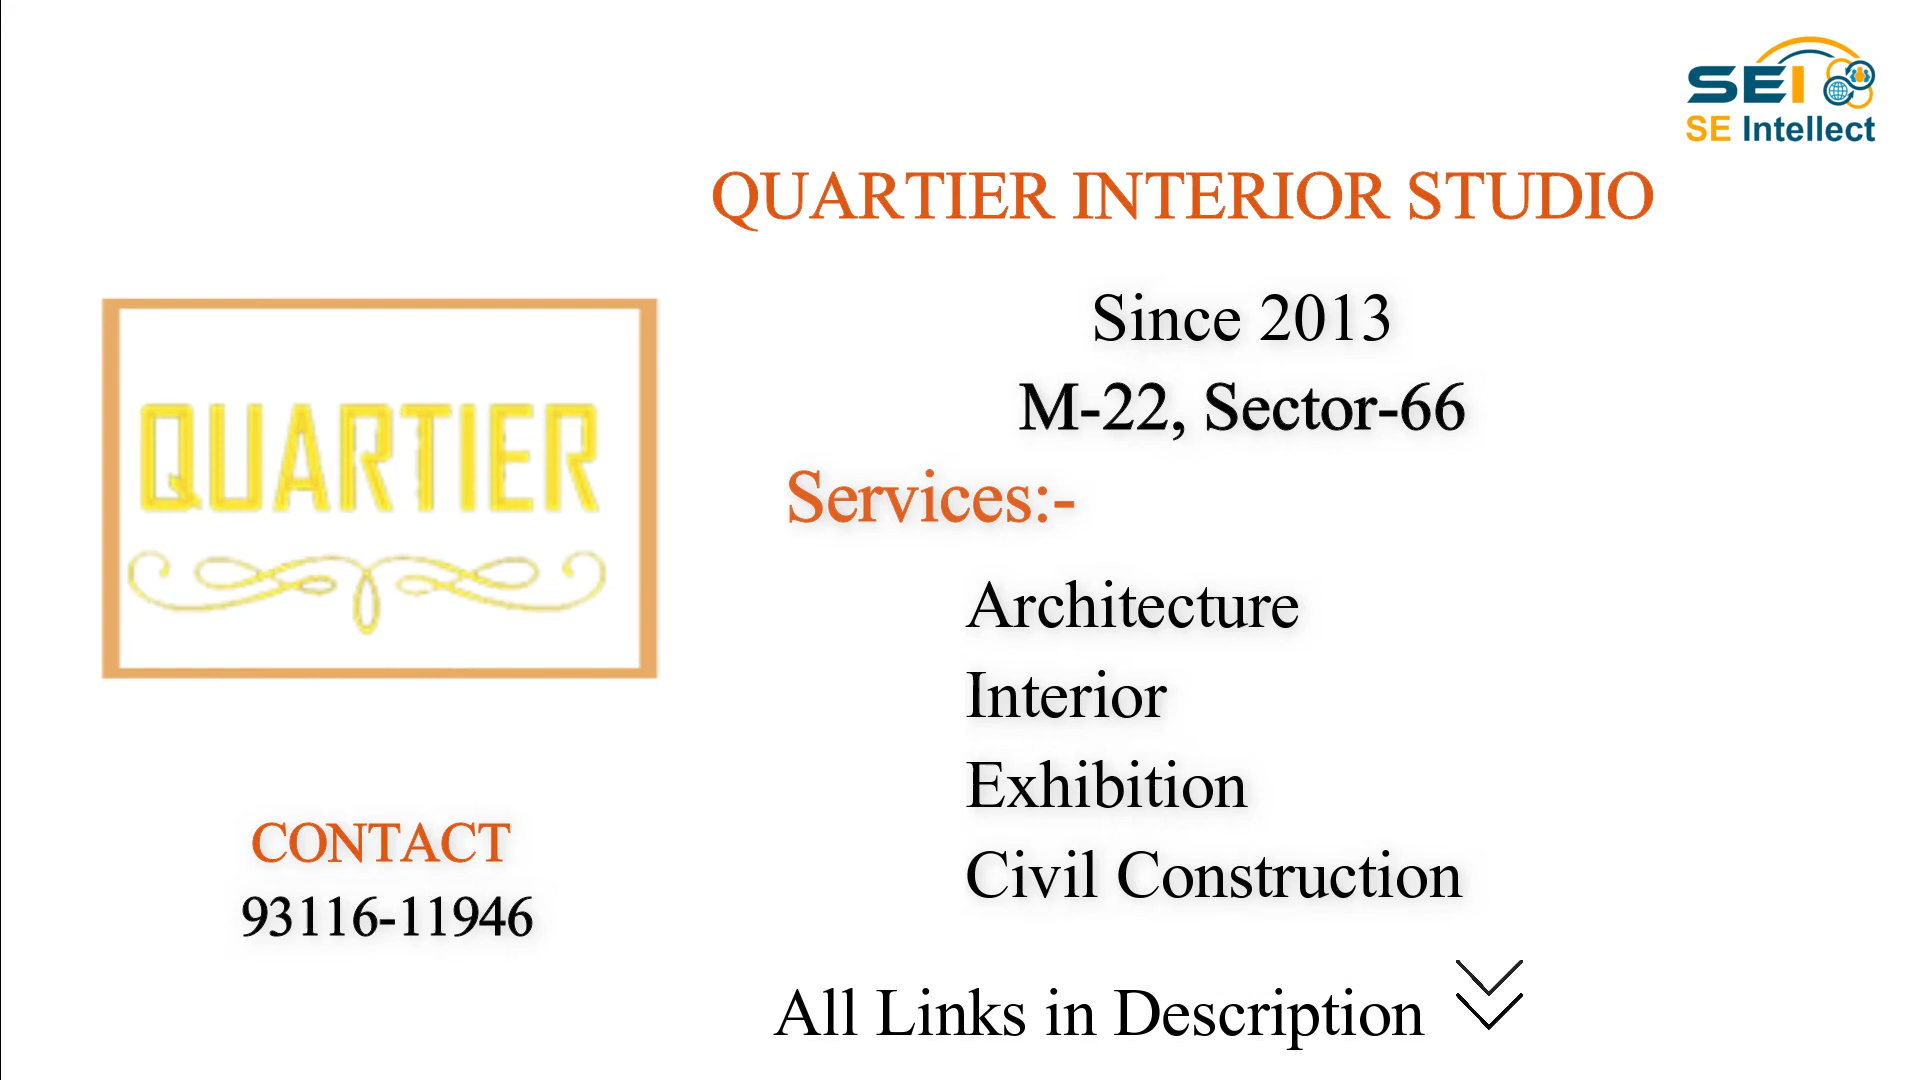 SEI
SE Intellect
QUARTIER INTERIOR STUDIO
Since 2013
M-22, Sector-66
QUARTIER
Services:-
Architecture
Interior
Exhibition
Civil Construction
CONTACT
93116-11946
All Links in Description